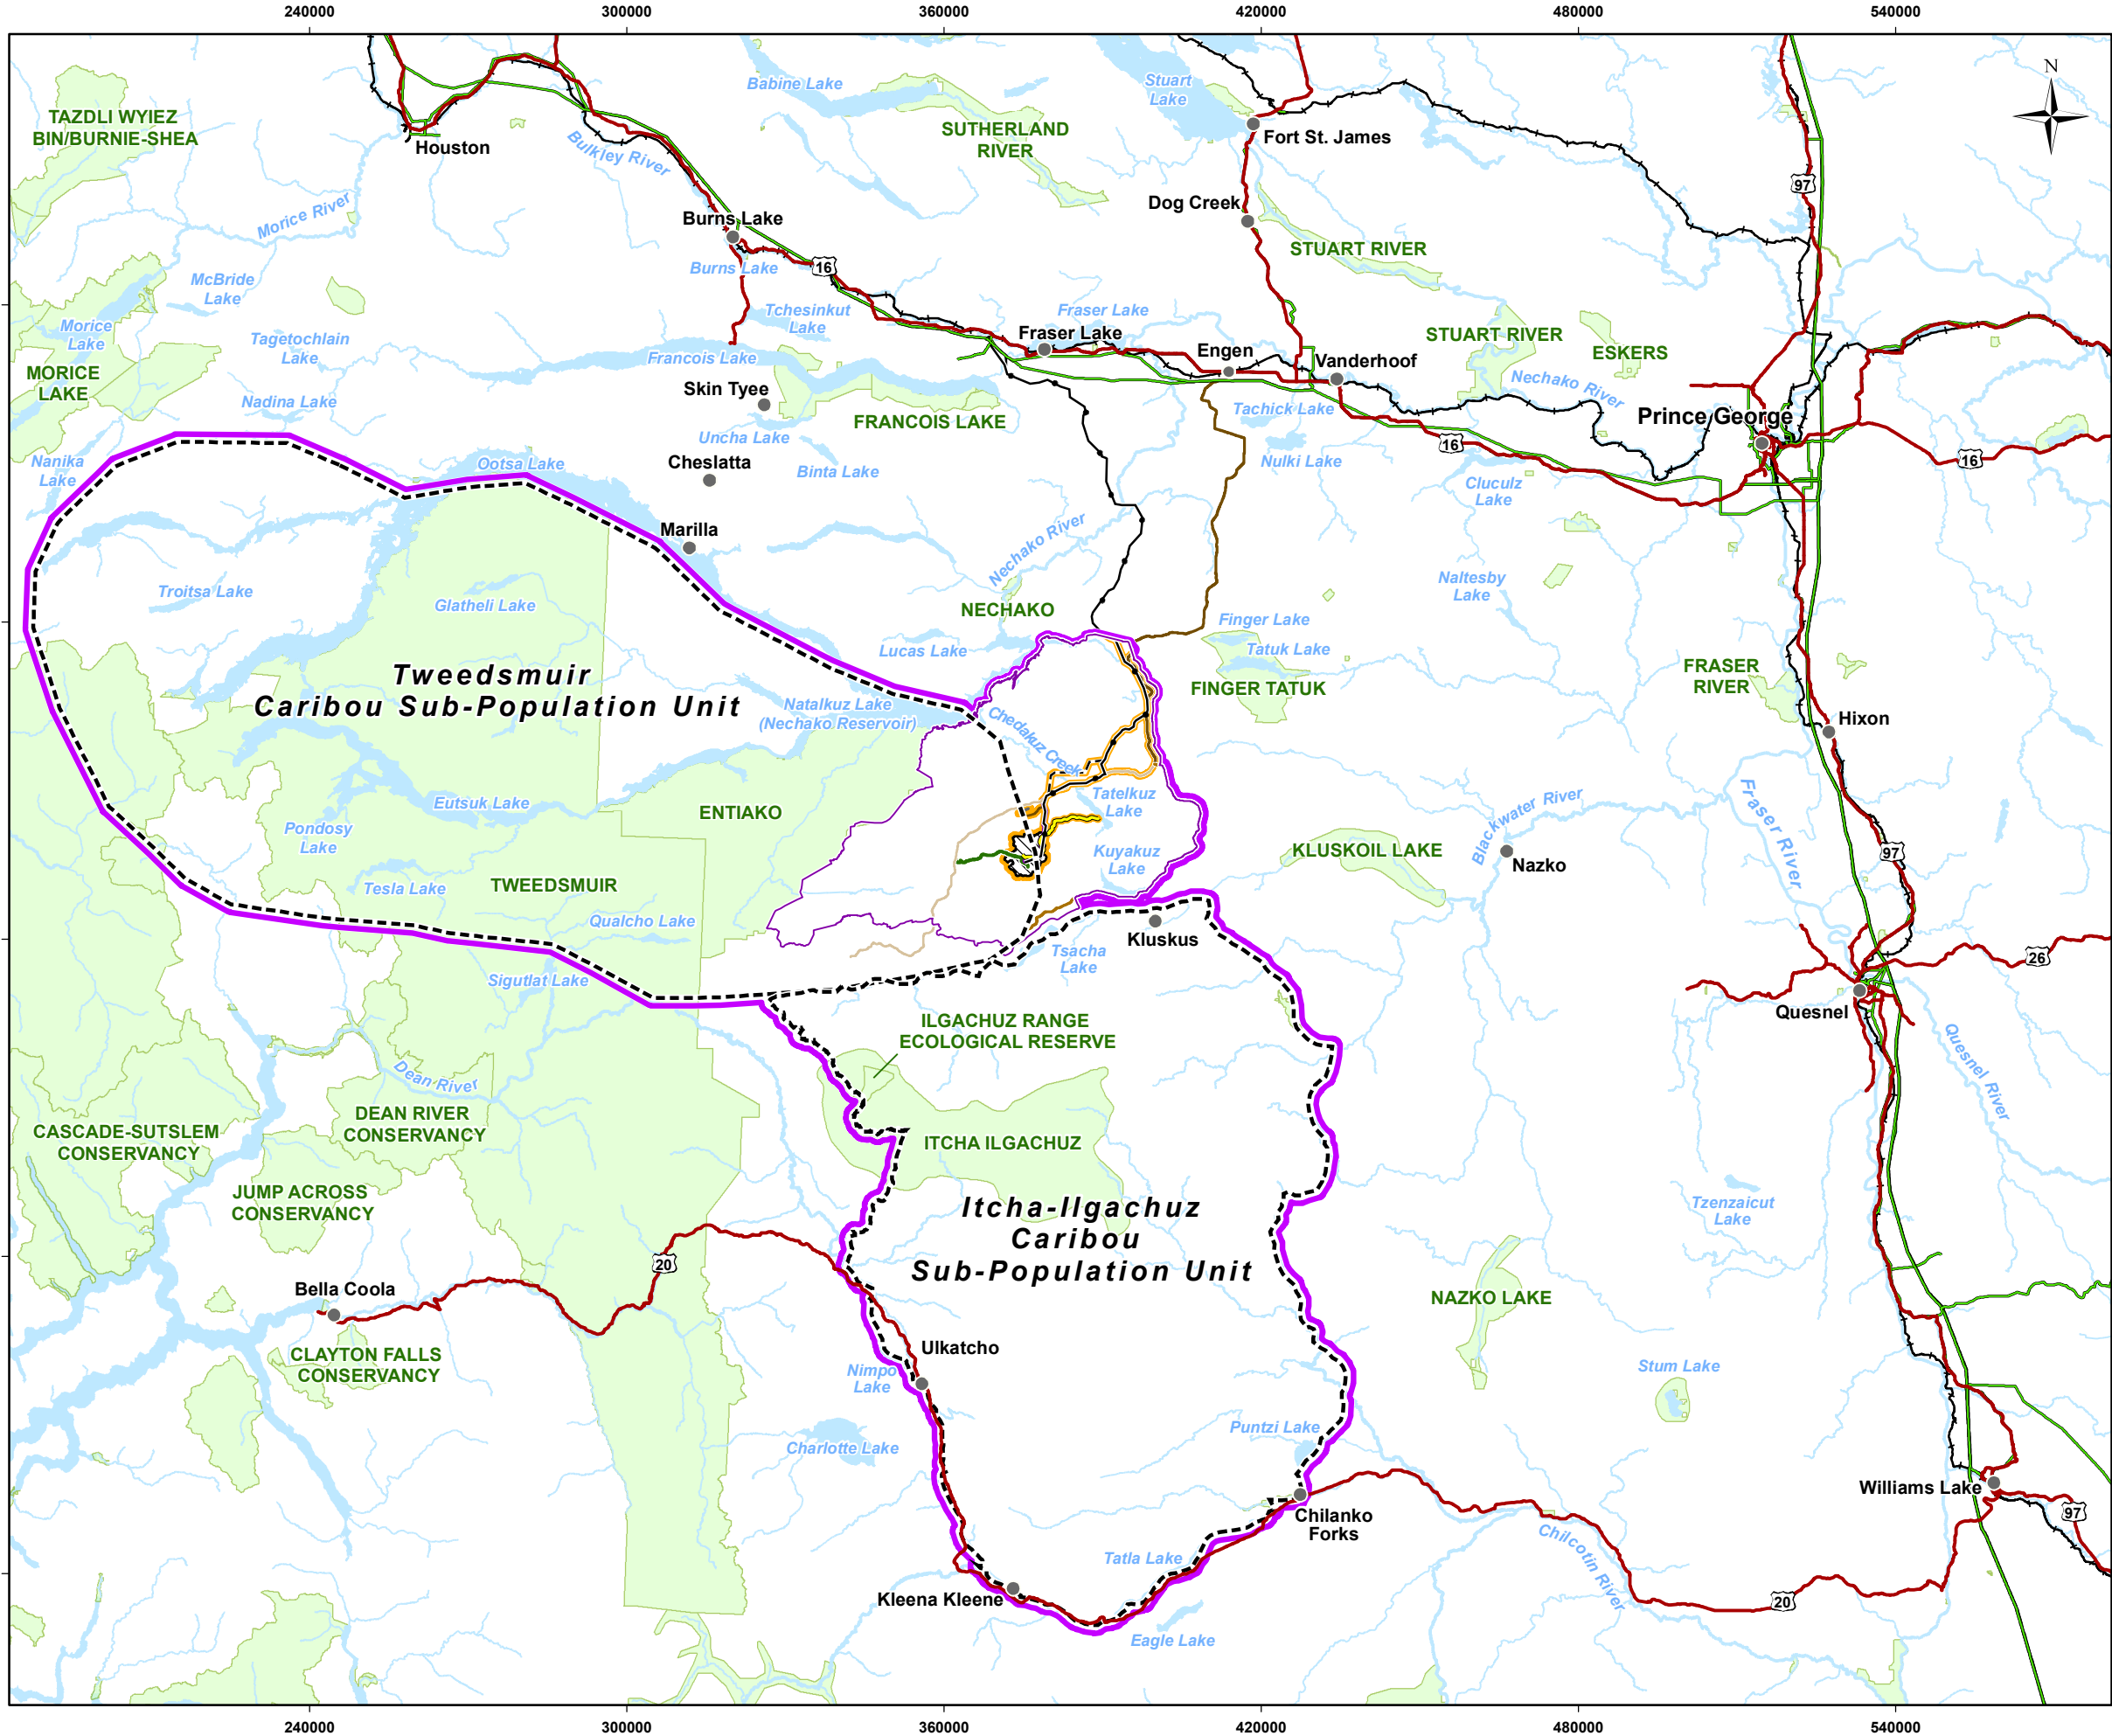 240000
300000
360000
420000
480000
540000
N
Babine Lake
Stuart
Lake
TAZDLI WYIEZ
BIN/BURNIE-SHEA
Houston
Bulkley River
SUTHERLAND
RIVER
Fort St. James
97
Morice River
Dog Creek
Burns Lake
STUART RIVER
Burns Lake
16
McBride
Lake
Tchesinkut
Lake
Fraser Lake
Morice
Lake
Tagetochlain
Lake
Fraser Lake
STUART RIVER
ESKERS
Francois Lake
Engen
Vanderhoof
MORICE
LAKE
Skin Tyee
Nechako River
Nadina Lake
FRANCOIS LAKE
Tachick Lake
Prince George
Uncha Lake
16
Nanika
Lake
Ootsa Lake
Cheslatta
Binta Lake
Nulki Lake
16
Cluculz
Lake
Marilla
Nechako River
Troitsa Lake
Glatheli Lake
NECHAKO
Naltesby
Lake
Finger Lake
Lucas Lake
Tatuk Lake
Tweedsmuir
Caribou Sub-Population Unit
FINGER TATUK
FRASER
RIVER
Natalkuz Lake
(Nechako Reservoir)
Chedakuz Creek
Hixon
Eutsuk Lake
ENTIAKO
Tatelkuz
Lake
Blackwater River
Fraser River
Pondosy
Lake
Kuyakuz
Lake
KLUSKOIL LAKE
Nazko
97
Tesla Lake
TWEEDSMUIR
Qualcho Lake
Kluskus
Tsacha
Lake
26
Sigutlat Lake
Quesnel
ILGACHUZ RANGE
ECOLOGICAL RESERVE
Quesnel River
Dean River
DEAN RIVER
CONSERVANCY
CASCADE-SUTSLEM
CONSERVANCY
ITCHA ILGACHUZ
JUMP ACROSS
CONSERVANCY
Itcha-Ilgachuz
Caribou
Sub-Population Unit
Tzenzaicut
Lake
20
Bella Coola
NAZKO LAKE
CLAYTON FALLS
CONSERVANCY
Ulkatcho
Nimpo
Lake
Stum Lake
Puntzi Lake
Charlotte Lake
Williams Lake
Chilanko
Forks
97
Chilcotin River
Tatla Lake
Kleena Kleene
20
Eagle Lake
240000
300000
360000
420000
480000
540000